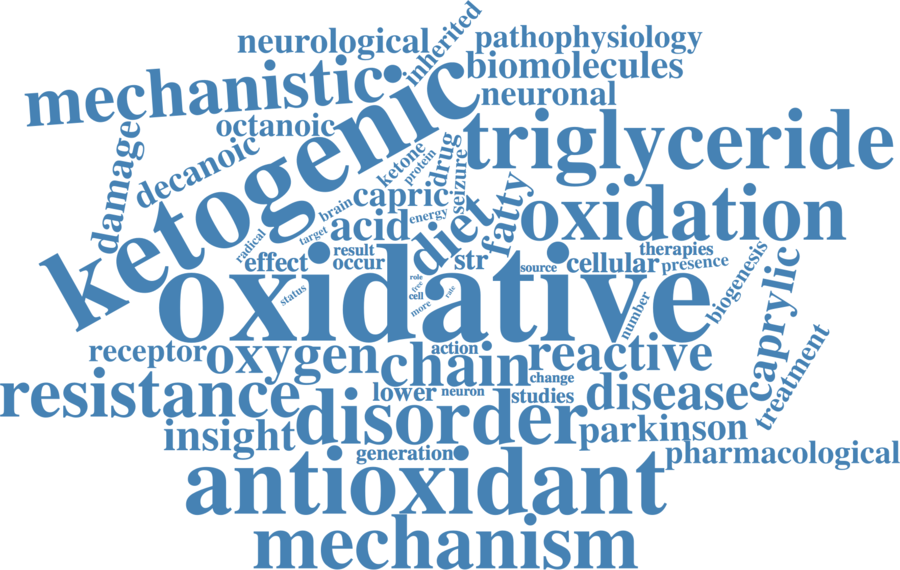 inherited
neurological
pathophysiology
mechanistic
biomolecules
ketogenic
neuronal
octanoic
triglyceride
damage
decanoic
ketone
protein
drug
seizure
capric
brain
fatty
oxidation
acid
energy
target
radical
diet
effect
result
occur
str
source
cellular
therapies
presence
biogenesis
oxidative
role
free
cell
rate
more
status
number
caprylic
receptor
oxygen
chain
action
reactive
treatment
resistance
lower
neuron
change
studies
disease
disorder
insight
parkinson
generation
pharmacological
antioxidant
mechanism